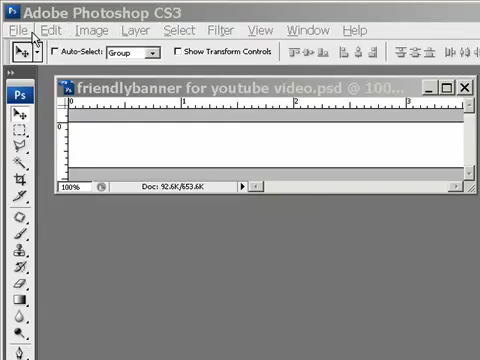 Ps Adobe Photoshop CS3
File Edit Image Layer Select Filter View Window Help
Auto-Select: Group Show Transform Controls
Ps
friendlybanner for youtube video.psd @ 100...
0 1 2 3
0
100% Doc: 92.6K/653.6K